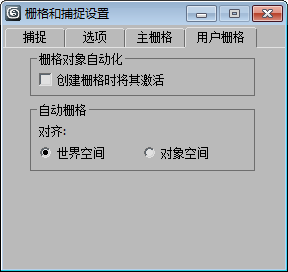 栅格和捕捉设置
捕捉 选项 主栅格 用户栅格
栅格对象自动化
创建栅格时将其激活
自动栅格
对齐:
世界空间 对象空间